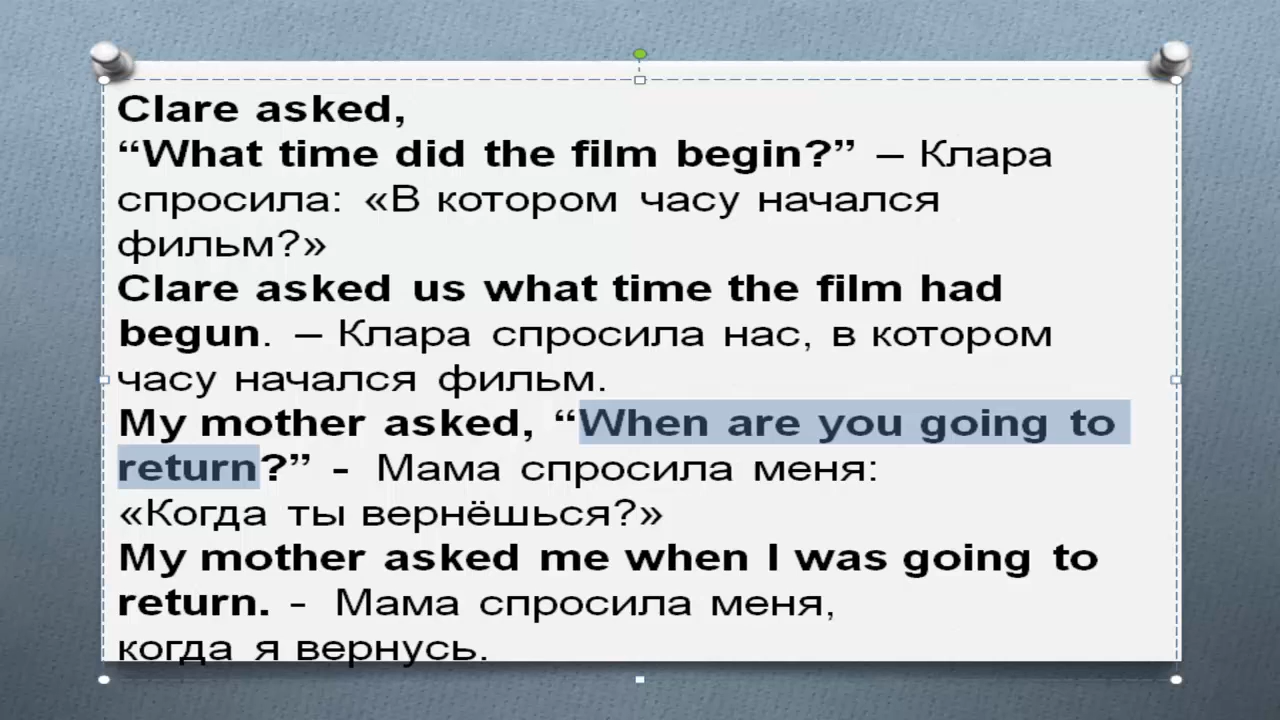 Clare asked,
“What time did the film begin?” – Клара
спросила: «В котором часу начался
фильм?»
Clare asked us what time the film had
begun. – Клара спросила нас, в котором
часу начался фильм.
My mother asked, “When are you going to
return?” - Мама спросила меня:
«Когда ты вернёшься?»
My mother asked me when I was going to
return. - Мама спросила меня,
когда я вернусь.